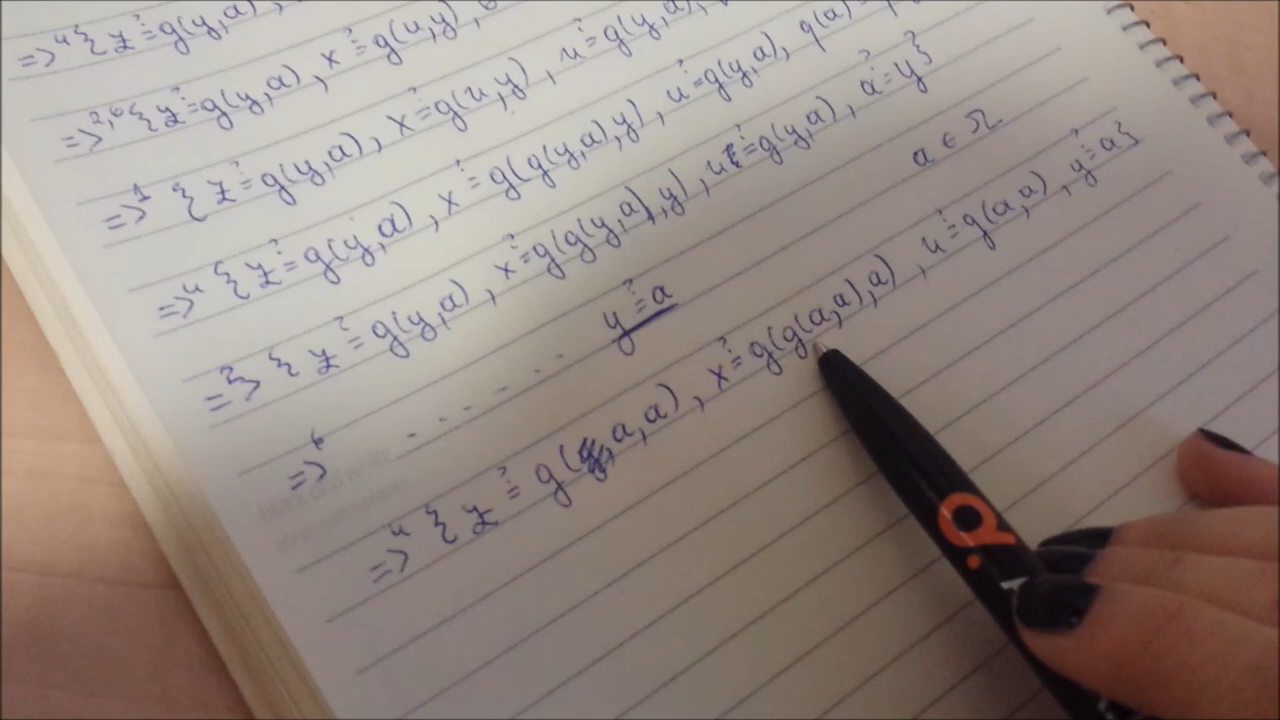 =>⁴ { z ≟ g(y,a),
=>²,⁶ { z ≟ g(y,a), x ≟ g(u,y),
=>¹ { z ≟ g(y,a), x ≟ g(u,y), u ≟ g(y,a),
=>⁴ { z ≟ g(y,a), x ≟ g(g(y,a),y), u ≟ g(y,a), g(a)
=>³ { z ≟ g(y,a), x ≟ g(g(y,a),y), u ≟ g(y,a), a ≟ y}
=>⁶ ........ y ≟ a a ∈ Ω
=>⁴ { z ≟ g(a,a), x ≟ g(g(a,a),a), u ≟ g(a,a), y ≟ a}